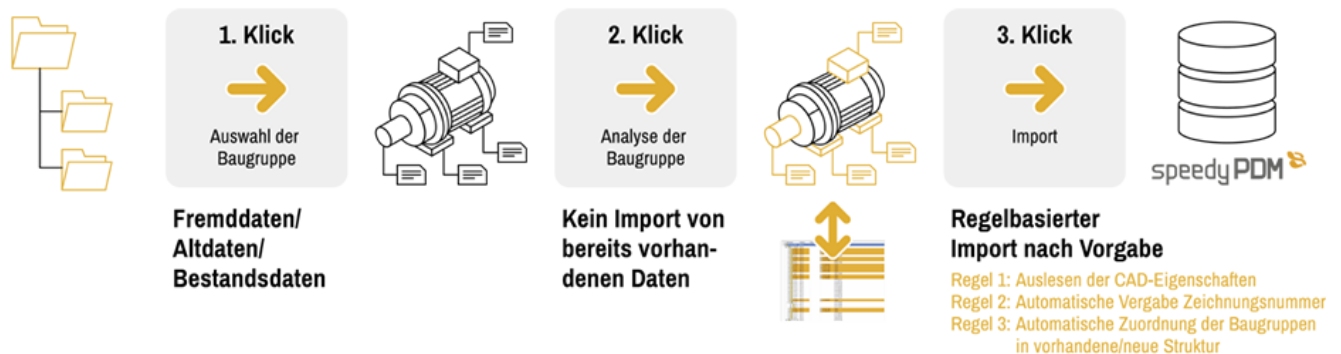 1. Klick
Auswahl der
Baugruppe
Fremddaten/
Altdaten/
Bestandsdaten
2. Klick
Analyse der
Baugruppe
Kein Import von
bereits vorhan-
denen Daten
3. Klick
Import
speedyPDM
Regelbasierter
Import nach Vorgabe
Regel 1: Auslesen der CAD-Eigenschaften
Regel 2: Automatische Vergabe Zeichnungsnummer
Regel 3: Automatische Zuordnung der Baugruppen
in vorhandene/neue Struktur